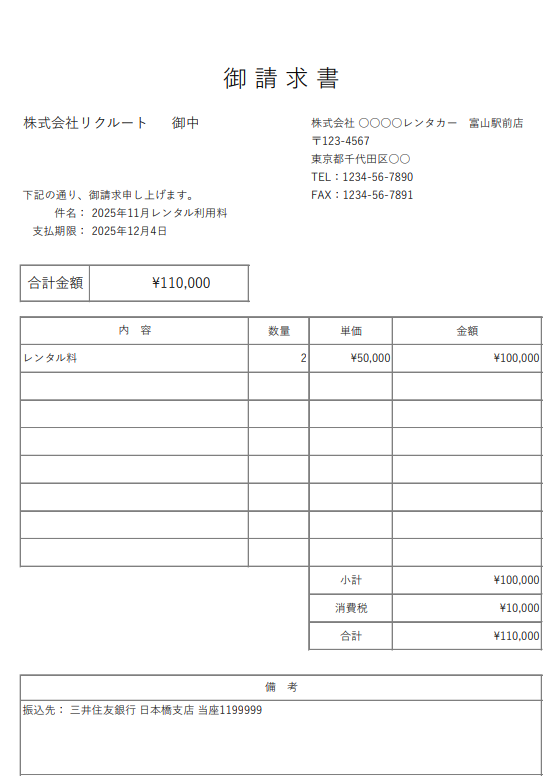 御請求書
株式会社リクルート　御中
株式会社 〇〇〇〇レンタカー　富山駅前店
〒123-4567
東京都千代田区〇〇
TEL：1234-56-7890
FAX：1234-56-7891
下記の通り、御請求申し上げます。
件名： 2025年11月レンタル利用料
支払期限： 2025年12月4日
合計金額 ¥110,000
内　容 数量 単価 金額
レンタル料 2 ¥50,000 ¥100,000
小計 ¥100,000
消費税 ¥10,000
合計 ¥110,000
備　考
振込先： 三井住友銀行 日本橋支店 当座1199999